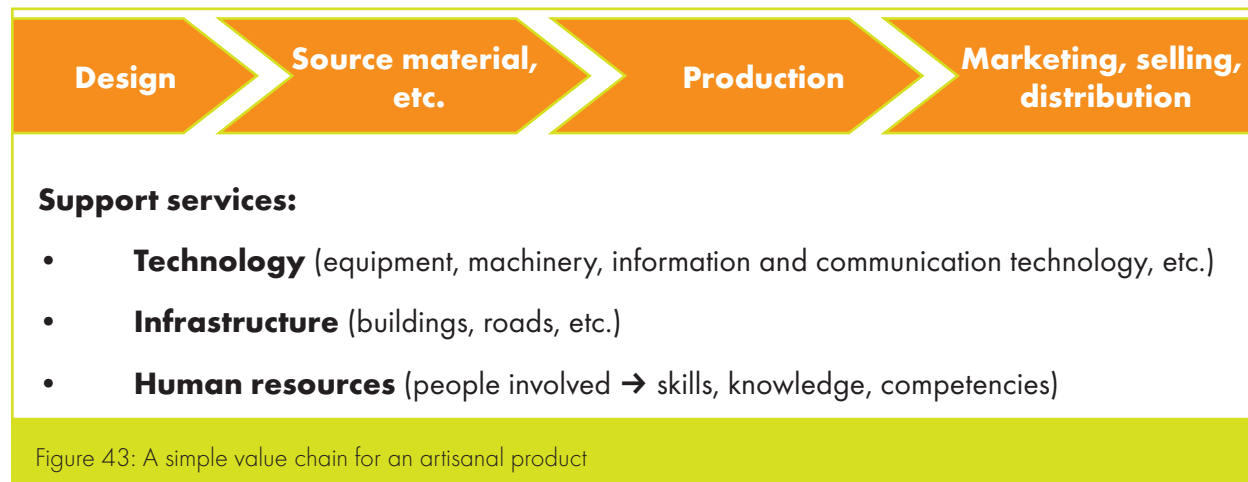 Design
Source material,
etc.
Production
Marketing, selling,
distribution
Support services:
• Technology (equipment, machinery, information and communication technology, etc.)
• Infrastructure (buildings, roads, etc.)
• Human resources (people involved → skills, knowledge, competencies)
Figure 43: A simple value chain for an artisanal product